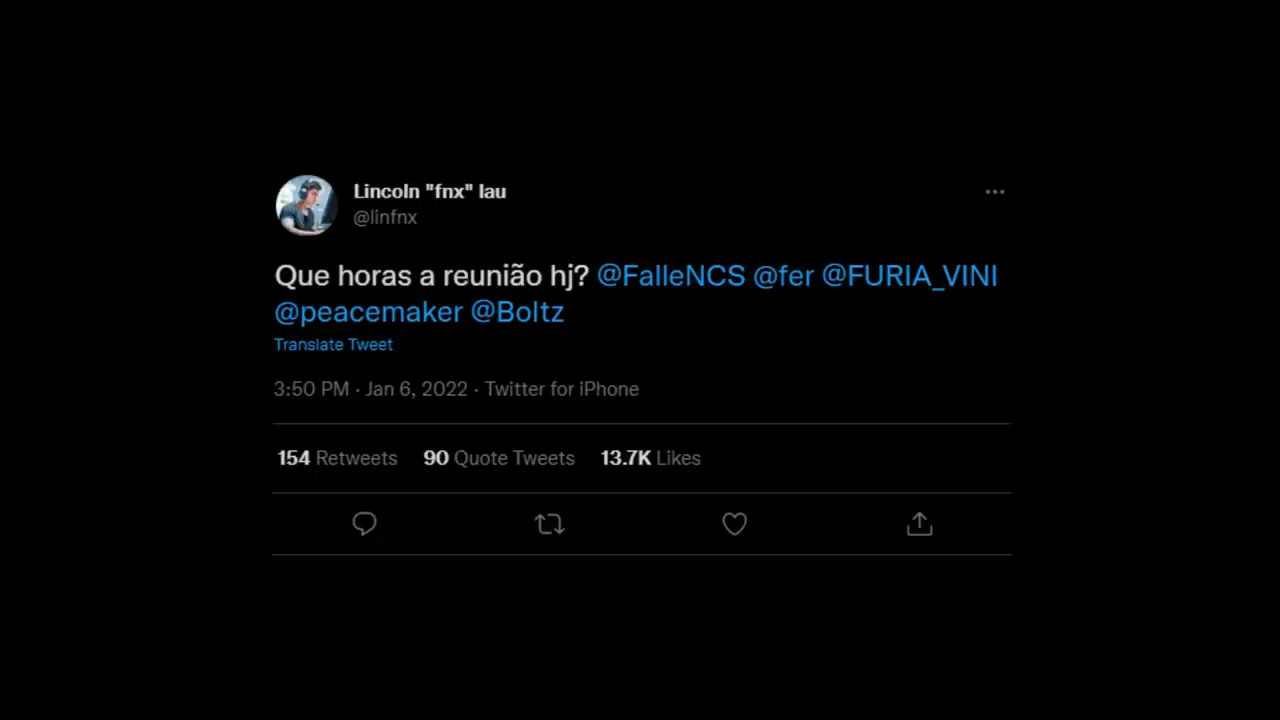 Lincoln "fnx" lau
@linfnx
Que horas a reunião hj? @FalleNCS @fer @FURIA_VINI
@peacemaker @Boltz
Translate Tweet
3:50 PM · Jan 6, 2022 · Twitter for iPhone
154 Retweets 90 Quote Tweets 13.7K Likes